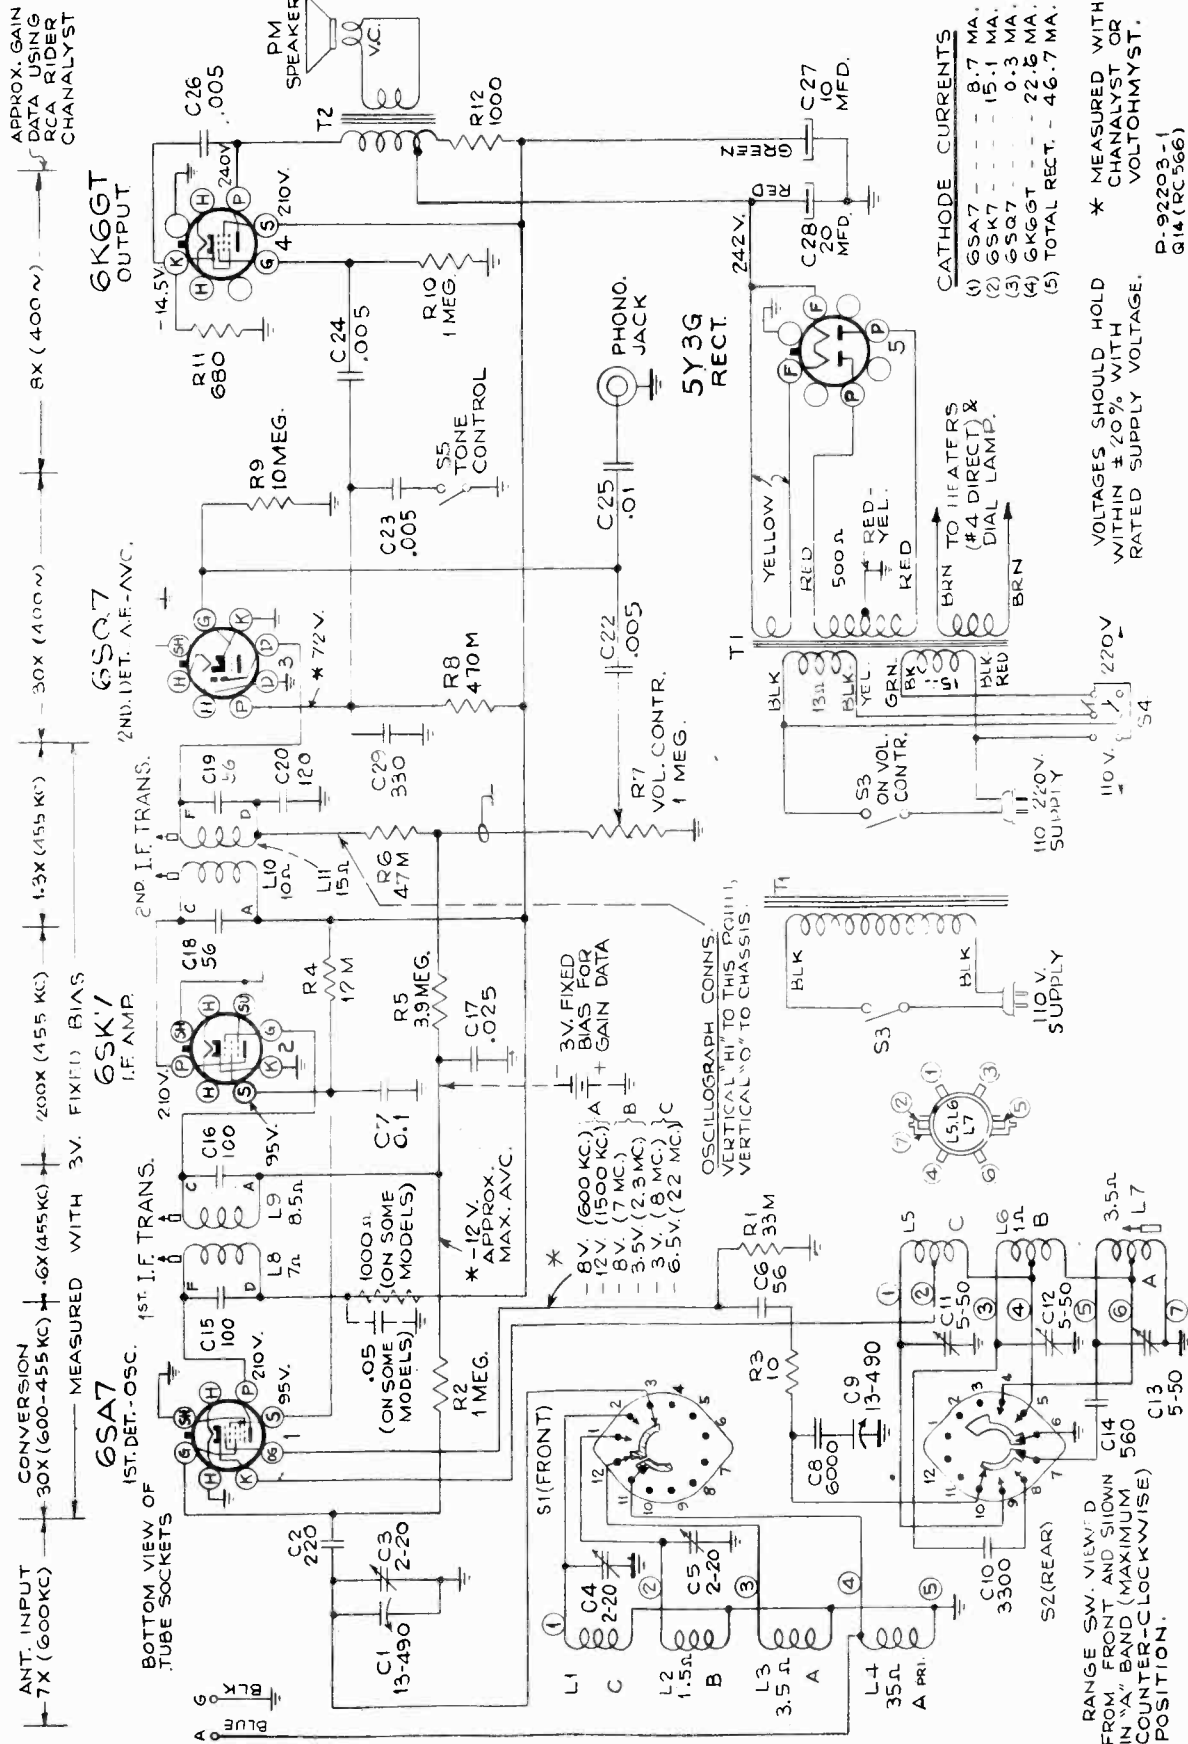 ANT. INPUT
7X (600KC)
CONVERSION
30X (600-455KC)
.6X (455KC)
200X (455 KC)
1.3X (455 KC)
30X (400~)
8X (400~)
APPROX. GAIN
DATA USING
RCA RIDER
CHANALYST
MEASURED WITH 3V. FIXED BIAS
6SA7
1ST. DET.-OSC.
BOTTOM VIEW OF
TUBE SOCKETS
1ST. I.F. TRANS.
6SK7
I.F. AMP.
2ND. I.F. TRANS.
6SQ7
2ND. DET. A.F.-AVC.
6K6GT
OUTPUT
PM
SPEAKER
V.C.
T2
C26
.005
240V.
210V.
-14.5V.
R11
680
R12
1000
R10
1 MEG.
C24
.005
R9
10MEG.
C23
.005
S5
TONE
CONTROL
* 72V.
R8
470M
C29
330
C19
56
C20
120
L10
10Ω
L11
15Ω
R6
47M
C18
56
210V.
95V.
R4
R5
3.9MEG.
C17
.025
C7
0.1
C16
100
L9
8.5Ω
L8
7Ω
C15
100
210V.
95V.
.05
(ON SOME
MODELS)
1000Ω
(ON SOME
MODELS)
R2
1 MEG.
* -12V.
APPROX.
MAX. AVC.
3V. FIXED
BIAS FOR
GAIN DATA
*
- 8V. (600 KC.) } A
- 12V. (1500 KC.)
- 8V. (7 MC.) } B
- 3.5V. (2.3 MC)
- 3 V. (8 MC.) } C
- 6.5V. (22 MC.)
OSCILLOGRAPH CONNS.
VERTICAL "HI" TO THIS POINT,
VERTICAL "O" TO CHASSIS.
R7
VOL. CONTR.
1 MEG.
C22
.005
C25
.01
PHONO.
JACK
5Y3G
RECT.
242V.
GREEN
RED
C28
20
MFD.
C27
10
MFD.
A
G
BLUE
BLK
C2
220
C1
13-490
C3
2-20
S1 (FRONT)
L1
C
C4
2-20
L2
1.5Ω
B
C5
2-20
L3
3.5Ω
A
L4
35Ω
A PRI.
R1
33M
C6
56
R3
10
C8
6000
C9
13-490
C10
3300
S2 (REAR)
C14
560
C11
5-50
C12
5-50
C13
5-50
L5
C
L6
1Ω
B
3.5Ω
L7
A
L5, L6
L7
RANGE SW. VIEWED
FROM FRONT AND SHOWN
IN "A" BAND (MAXIMUM
COUNTER-CLOCKWISE)
POSITION.
T1
BLK
BLK
S3
110 V.
SUPPLY
T1
BLK
13Ω
BLK-
YEL.
GRN.
BLK-
RED
S3
ON VOL.
CONTR.
110 220V.
SUPPLY
110 V.
220V
S4
YELLOW
RED
500Ω
RED-
YEL.
RED
BRN
BRN
TO HEATERS
(#4 DIRECT) &
DIAL LAMP.
CATHODE CURRENTS
(1) 6SA7 - - - - 8.7 MA.
(2) 6SK7 - - - - 15.1 MA.
(3) 6SQ7 - - - - 0.3 MA.
(4) 6K6GT - - - 22.6 MA.
(5) TOTAL RECT. - 46.7 MA.
VOLTAGES SHOULD HOLD
WITHIN ± 20% WITH
RATED SUPPLY VOLTAGE.
* MEASURED WITH
CHANALYST OR
VOLTOHMYST.
P-92203-1
Q14 (RC566)